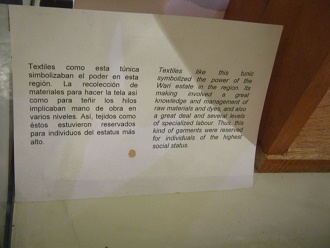 Textiles como esta túnica
simbolizaban el poder en esta
región. La recolección de
materiales para hacer la tela así
como para teñir los hilos
implicaban mano de obra en
varios niveles. Así, tejidos como
éstos estuvieron reservados
para individuos del estatus más
alto.
Textiles like this tunic
symbolized the power of the
Wari estate in the region. Its
making involved a great
knowledge and management of
raw materials and dyes, and also
a great deal and several levels
of specialized labour. Thus, this
kind of garments were reserved
for individuals of the highest
social status.